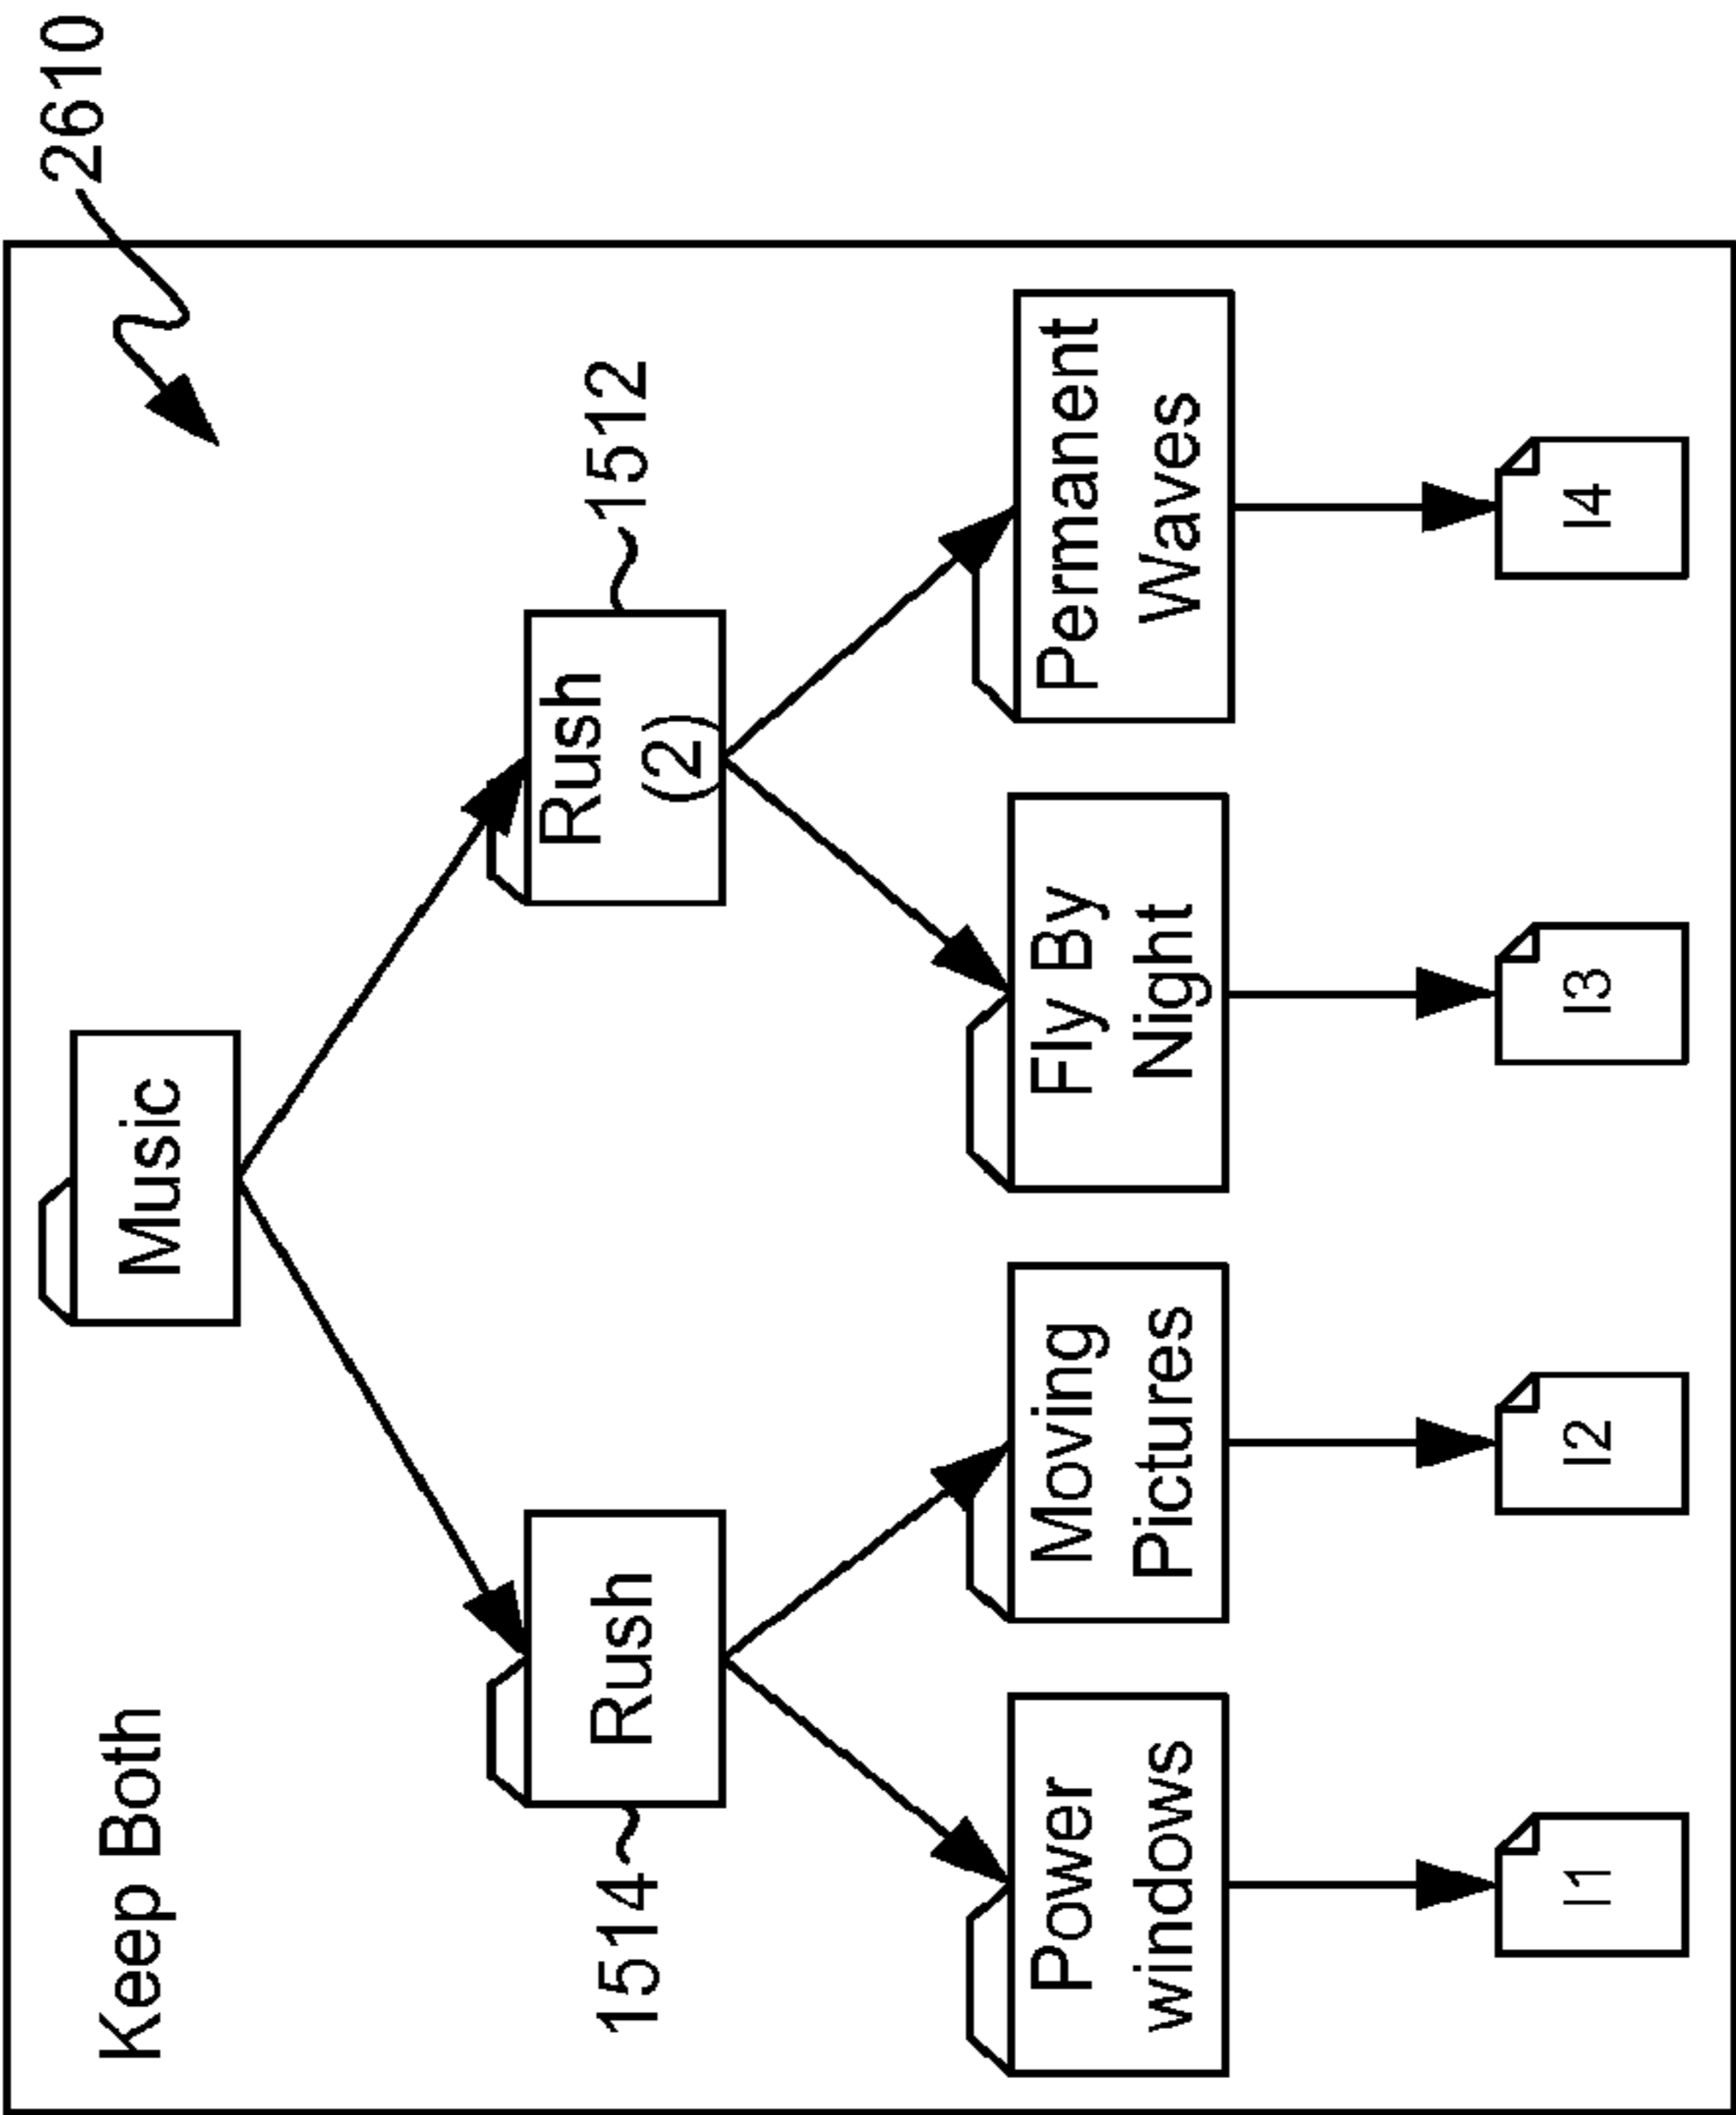 2610
Keep Both
Music
1514
Rush
Rush
(2)
1512
Power
windows
Moving
Pictures
Fly By
Night
Permanent
Waves
I1
I2
I3
I4